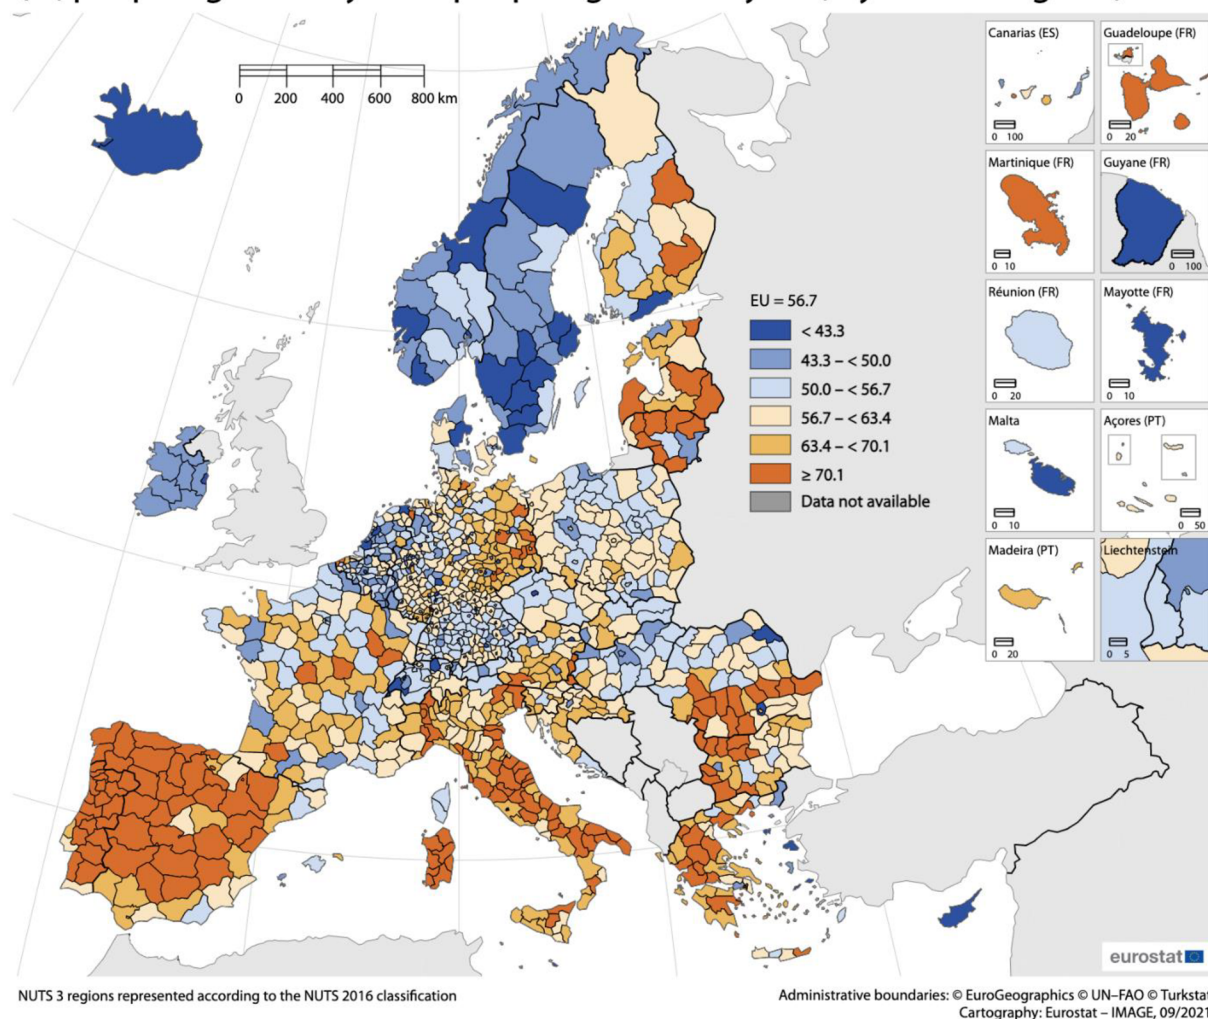 0 200 400 600 800 km
EU = 56.7
< 43.3
43.3 – < 50.0
50.0 – < 56.7
56.7 – < 63.4
63.4 – < 70.1
≥ 70.1
Data not available
Canarias (ES)
0 100
Guadeloupe (FR)
0 20
Martinique (FR)
0 10
Guyane (FR)
0 100
Réunion (FR)
0 20
Mayotte (FR)
0 10
Malta
0 10
Açores (PT)
0 50
Madeira (PT)
0 20
Liechtenstein
0 5
eurostat
NUTS 3 regions represented according to the NUTS 2016 classification
Administrative boundaries: © EuroGeographics © UN–FAO © Turkstat
Cartography: Eurostat – IMAGE, 09/2021